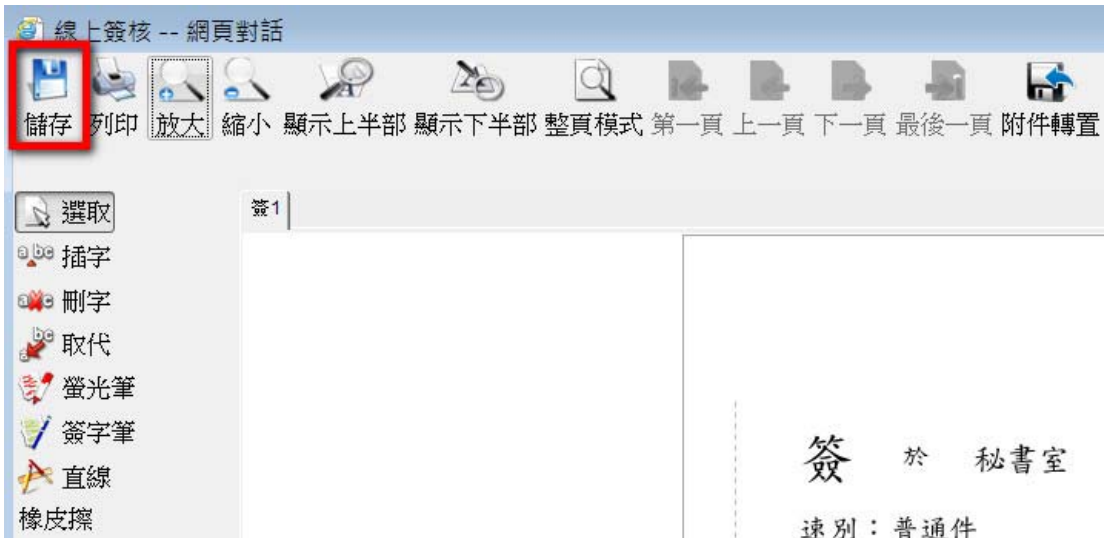 線上簽核 -- 網頁對話
儲存 列印 放大 縮小 顯示上半部 顯示下半部 整頁模式 第一頁 上一頁 下一頁 最後一頁 附件轉置
選取
簽1
插字
刪字
取代
螢光筆
簽字筆
直線
橡皮擦
簽 於 秘書室
速別：普通件